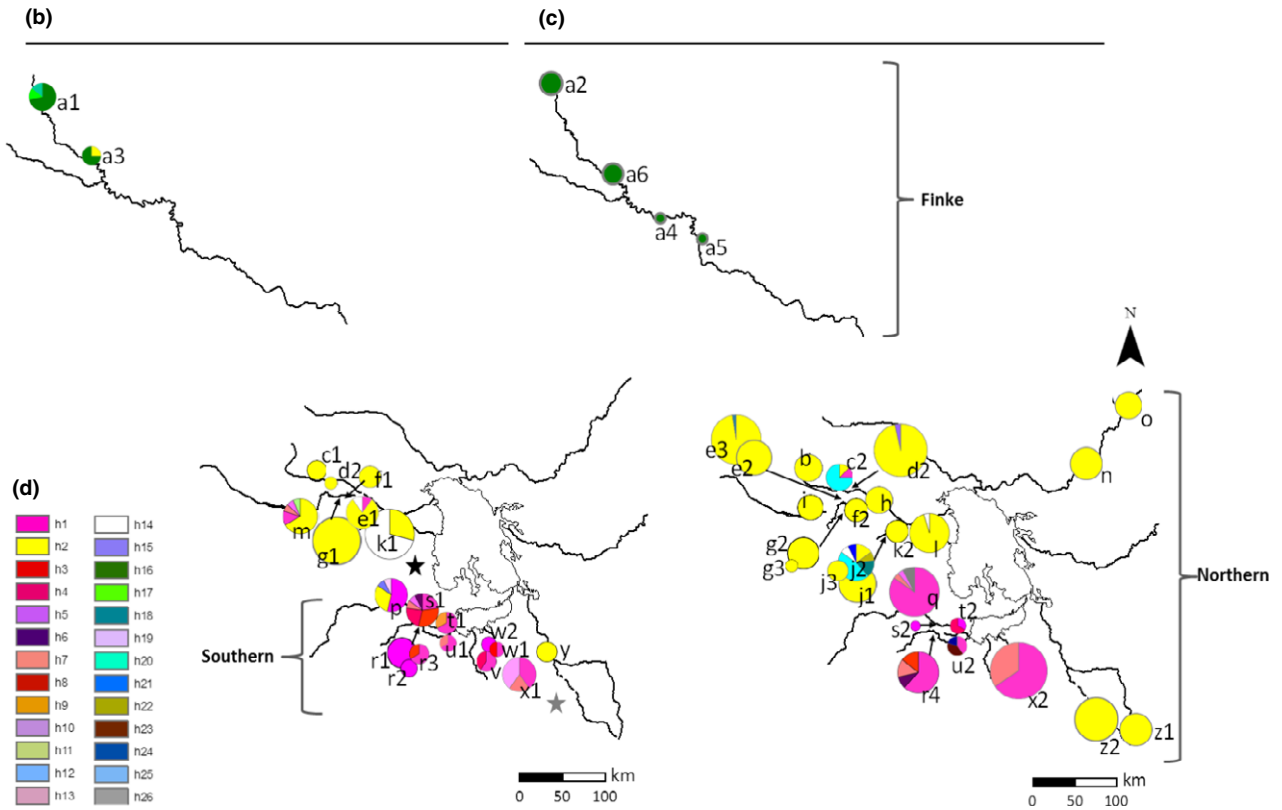 (b)
(c)
a1
a3
a2
a6
a4
a5
Finke
N
c1
d2
f1
m
g1
e1
k1
p
s1
t1
r1
r2
r3
u1
w2
w1
v
x1
y
Southern
km
0 100
e3
e2
b
c2
d2
o
n
i
h
f2
g2
g3
k2
l
j3
j2
j1
q
s2
t2
u2
r4
x2
z2
z1
Northern
km
0 100
(d)
h1 h14
h2 h15
h3 h16
h4 h17
h5 h18
h6 h19
h7 h20
h8 h21
h9 h22
h10 h23
h11 h24
h12 h25
h13 h26